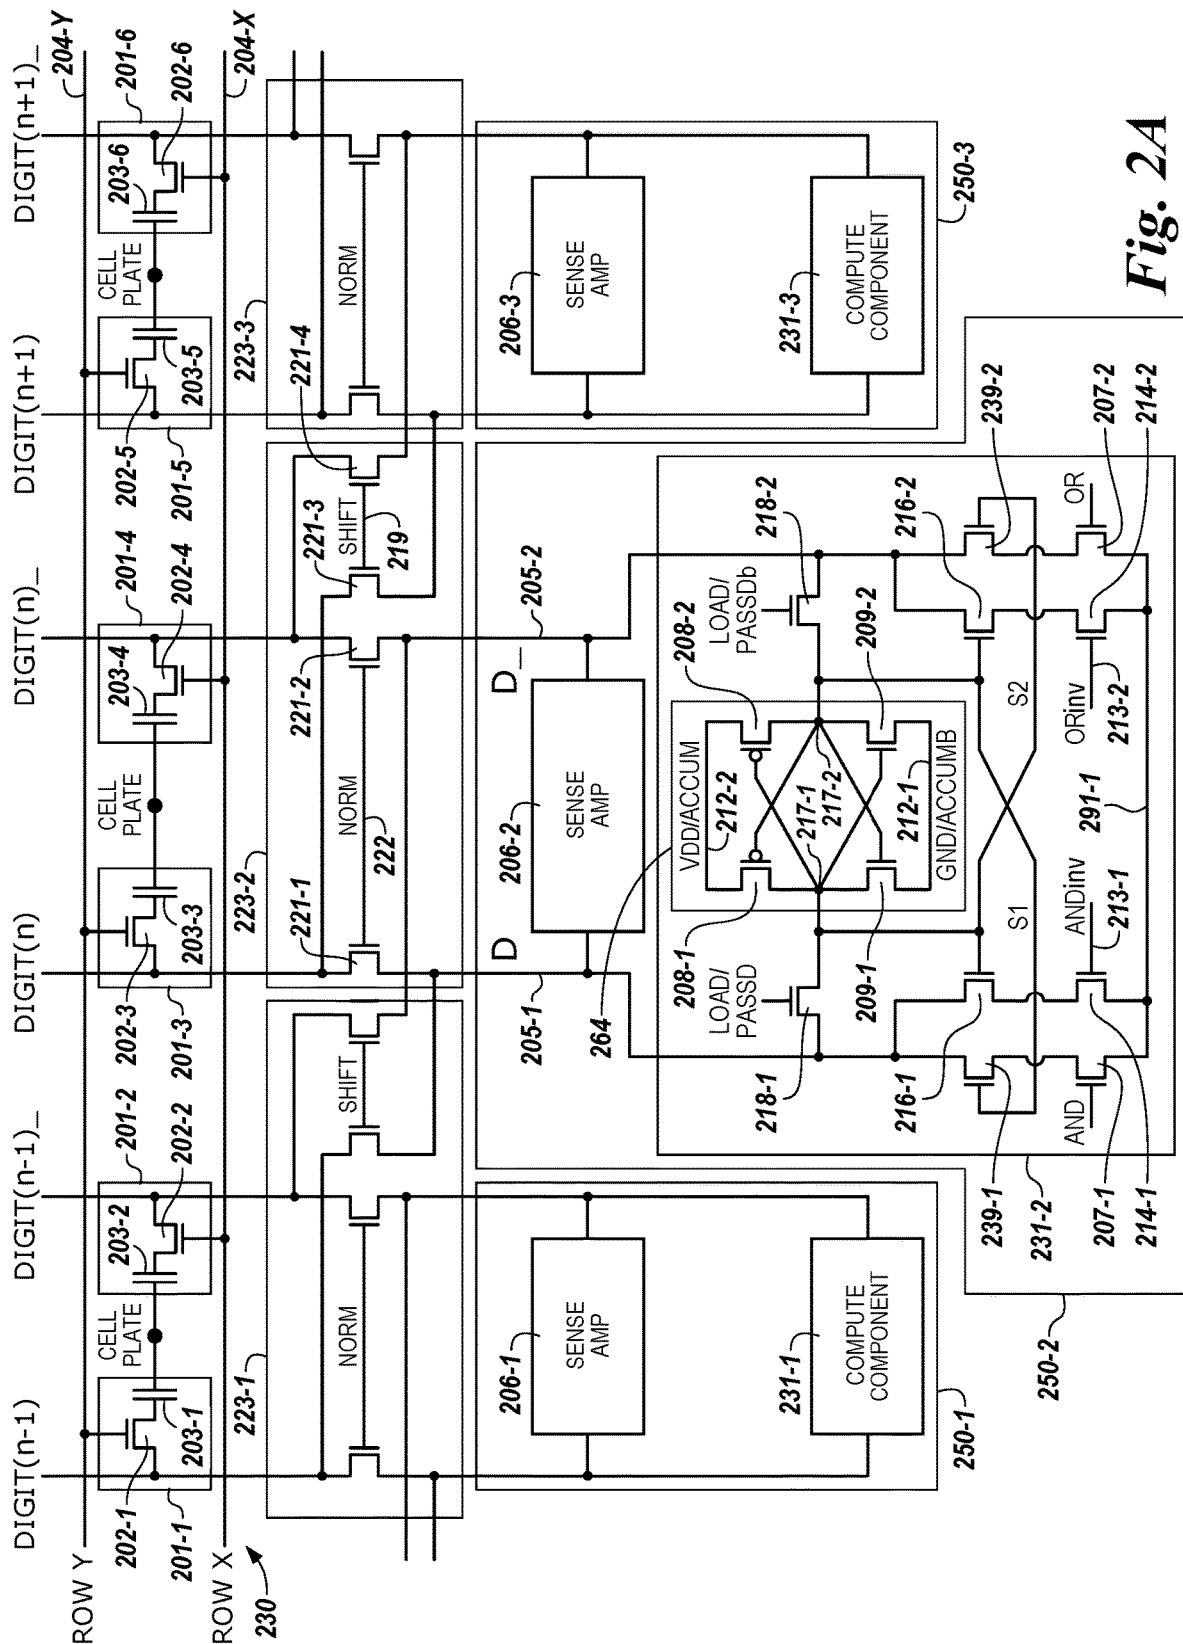 DIGIT(n-1)
DIGIT(n-1)_
DIGIT(n)
DIGIT(n)_
DIGIT(n+1)
DIGIT(n+1)_
ROW Y
204-Y
202-1
203-1
201-1
CELL PLATE
203-2
201-2
202-2
202-3
203-3
201-3
CELL PLATE
203-4
201-4
202-4
202-5
203-5
201-5
CELL PLATE
203-6
201-6
202-6
ROW X
204-X
230
223-1
NORM
SHIFT
223-2
221-1
NORM
222
221-2
221-3
SHIFT
219
221-4
223-3
NORM
206-1
SENSE AMP
231-1
COMPUTE COMPONENT
250-1
205-1
D
206-2
SENSE AMP
D_
205-2
206-3
SENSE AMP
231-3
COMPUTE COMPONENT
250-3
264
LOAD/ PASSD
218-1
208-1
209-1
VDD/ACCUM
212-2
217-1
217-2
212-1
GND/ACCUMB
208-2
209-2
LOAD/ PASSDb
218-2
216-1
S1
S2
216-2
239-1
239-2
AND
207-1
ANDinv
213-1
214-1
291-1
ORinv
213-2
214-2
OR
207-2
231-2
250-2
Fig. 2A